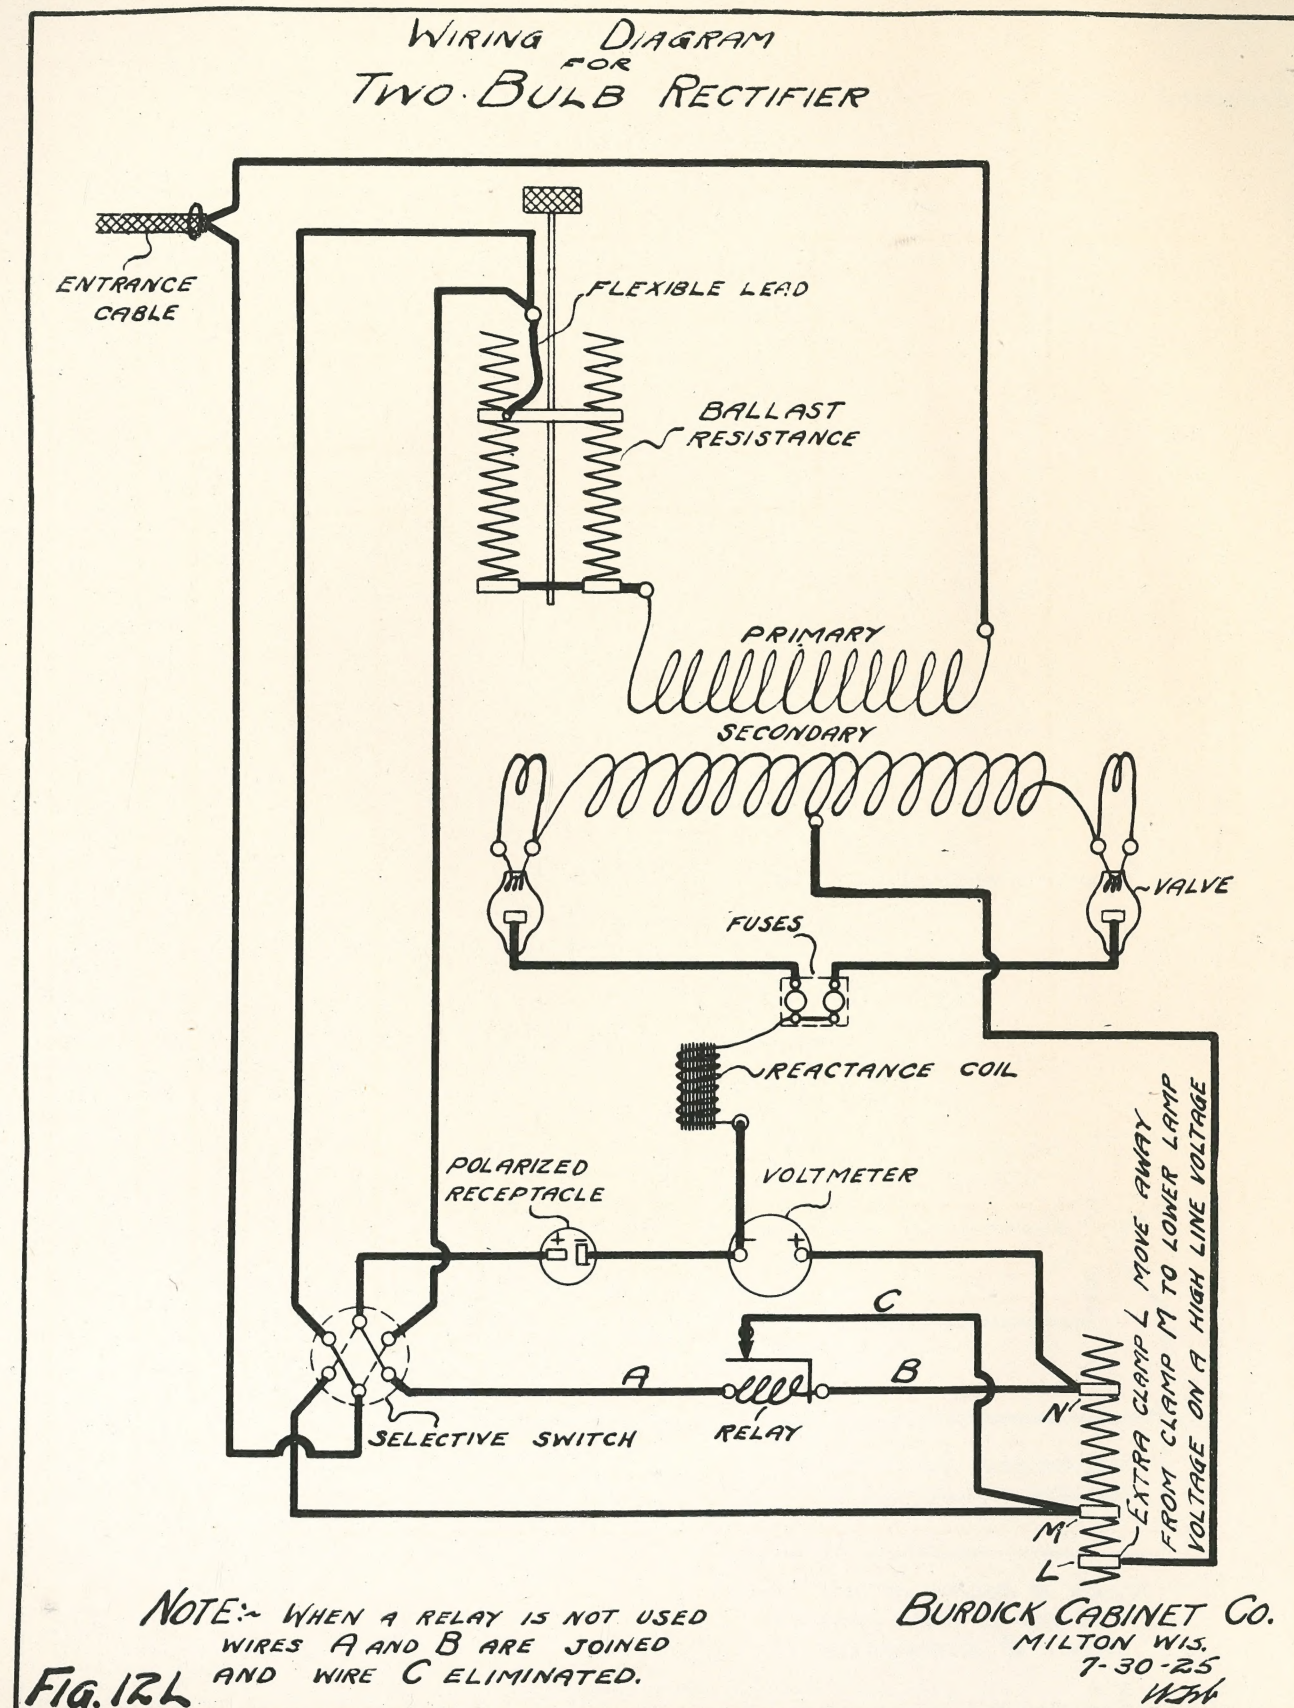 WIRING DIAGRAM
FOR
TWO-BULB RECTIFIER
ENTRANCE
CABLE
FLEXIBLE LEAD
BALLAST
RESISTANCE
PRIMARY
SECONDARY
VALVE
FUSES
REACTANCE COIL
POLARIZED
RECEPTACLE
VOLTMETER
+ -
- +
C
A
B
RELAY
SELECTIVE SWITCH
N
M
L
EXTRA CLAMP L MOVE AWAY
FROM CLAMP M TO LOWER LAMP
VOLTAGE ON A HIGH LINE VOLTAGE
NOTE:~ WHEN A RELAY IS NOT USED
WIRES A AND B ARE JOINED
AND WIRE C ELIMINATED.
FIG. 12L
BURDICK CABINET CO.
MILTON WIS.
7-30-25